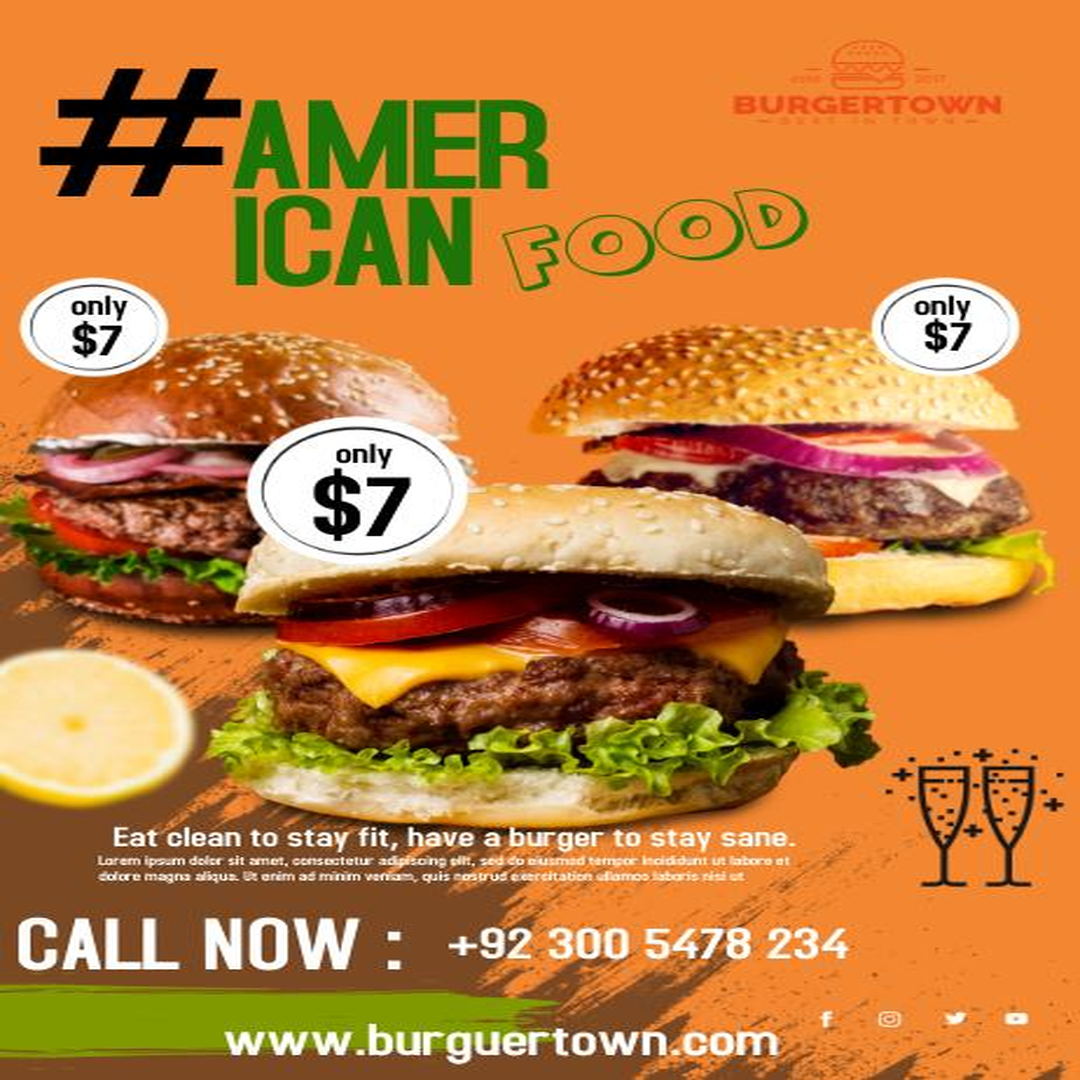 2017
BURGERTOWN
#AMER
ICAN FOOD
only
$7
only
$7
only
$7
Eat clean to stay fit, have a burger to stay sane.
Lorem ipsum dolor sit amet, consectetur adipiscing elit, sed do eiusmod tempor incididunt ut labore et
dolore magna aliqua. Ut enim ad minim veniam, quis nostrud exercitation ullamco laboris nisi ut
CALL NOW : +92 300 5478 234
www.burguertown.com